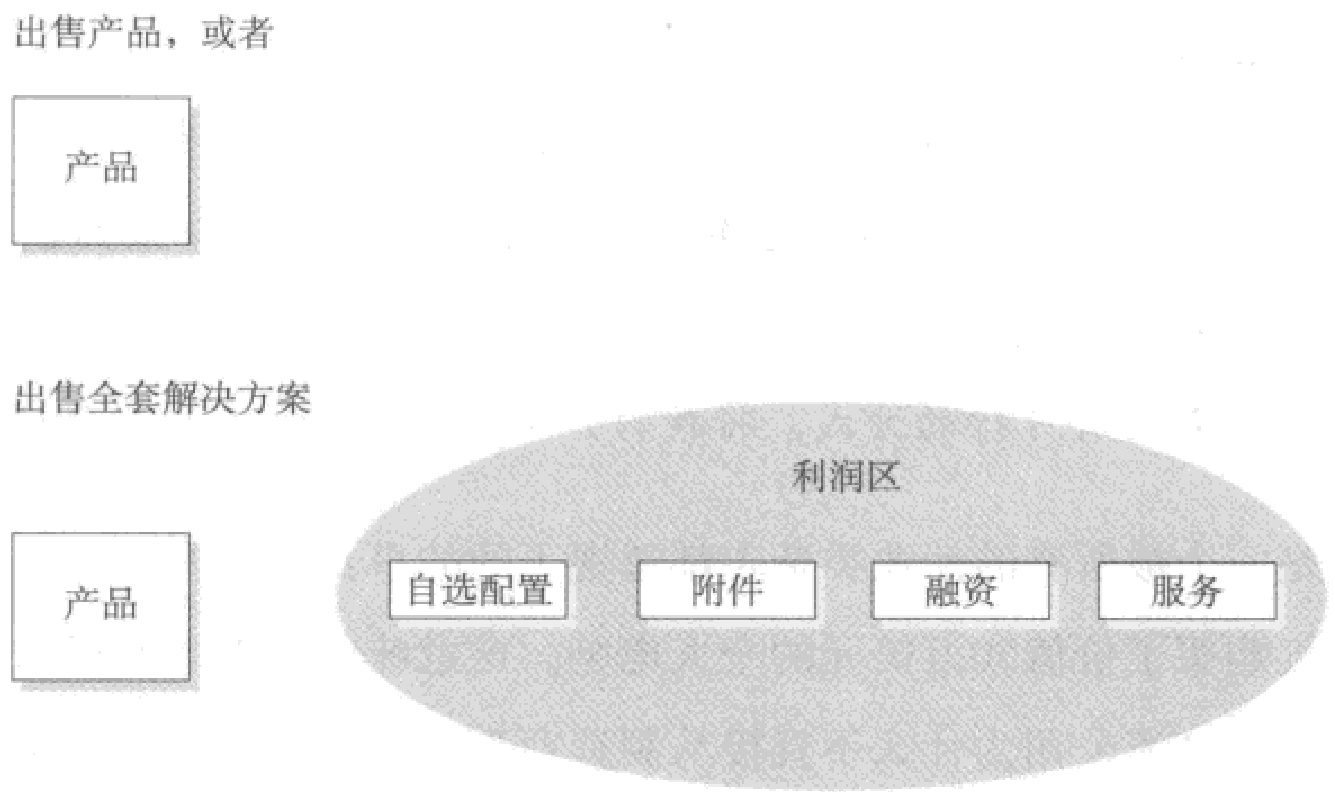 出售产品，或者
产品
出售全套解决方案
利润区
产品
自选配置
附件
融资
服务